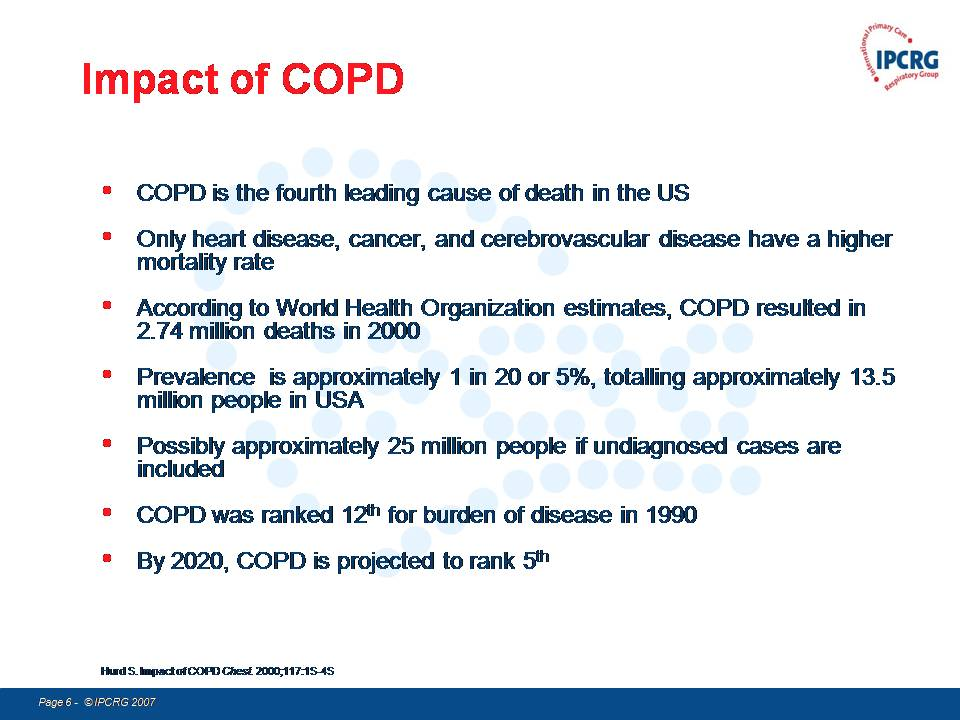 Impact of COPD
International Primary Care
IPCRG
Respiratory Group
• COPD is the fourth leading cause of death in the US
• Only heart disease, cancer, and cerebrovascular disease have a higher
mortality rate
• According to World Health Organization estimates, COPD resulted in
2.74 million deaths in 2000
• Prevalence is approximately 1 in 20 or 5%, totalling approximately 13.5
million people in USA
• Possibly approximately 25 million people if undiagnosed cases are
included
• COPD was ranked 12th for burden of disease in 1990
• By 2020, COPD is projected to rank 5th
Hurd S. Impact of COPD Chest. 2000;117:1S-4S
Page 6 - © IPCRG 2007